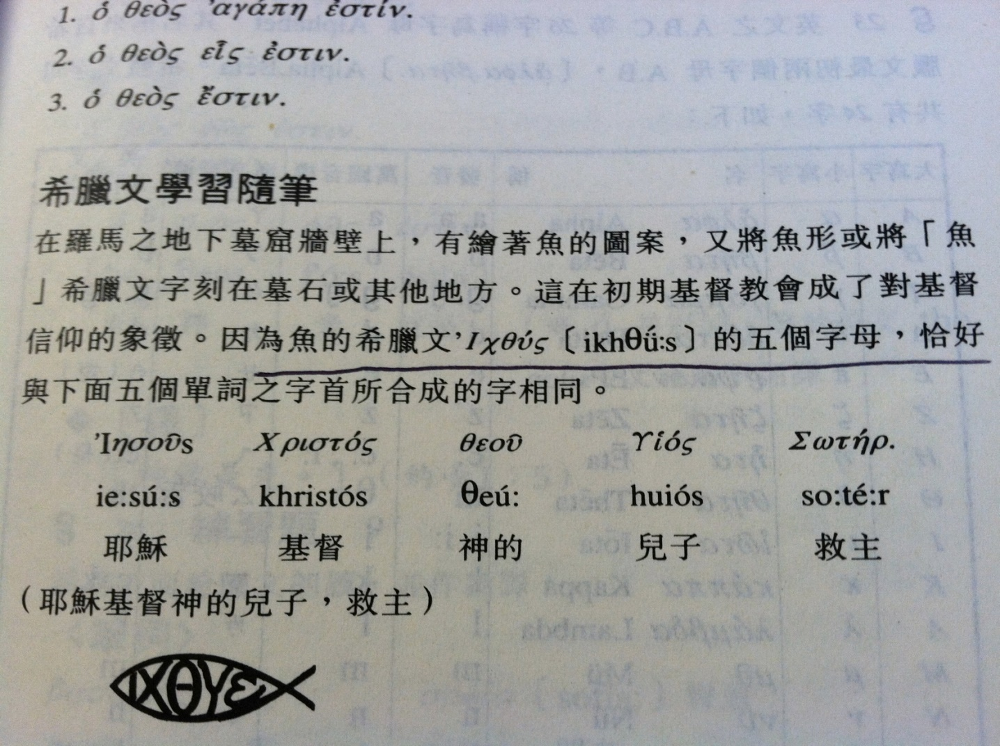 1. ὁ θεὸς ’αγάπη ἐστίν.
2. ὁ θεὸς εἷς ἐστιν.
3. ὁ θεὸς ἔστιν.
希臘文學習隨筆
在羅馬之地下墓窟牆壁上，有繪著魚的圖案，又將魚形或將「魚
」希臘文字刻在墓石或其他地方。這在初期基督教會成了對基督
信仰的象徵。因為魚的希臘文’Ιχθύς〔ikhθű:s〕的五個字母，恰好
與下面五個單詞之字首所合成的字相同。
’Ιησοῦs Χριστός θεοῦ Υἱός Σωτήρ.
ie:sú:s khristós θeú: huiós so:té:r
耶穌 基督 神的 兒子 救主
（耶穌基督神的兒子，救主）
ΙΧΘΥΕ